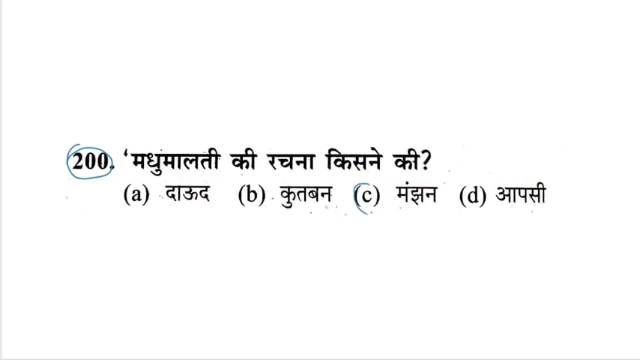 200. 'मधुमालती की रचना किसने की?
(a) दाऊद (b) कुतबन (c) मंझन (d) आपसी